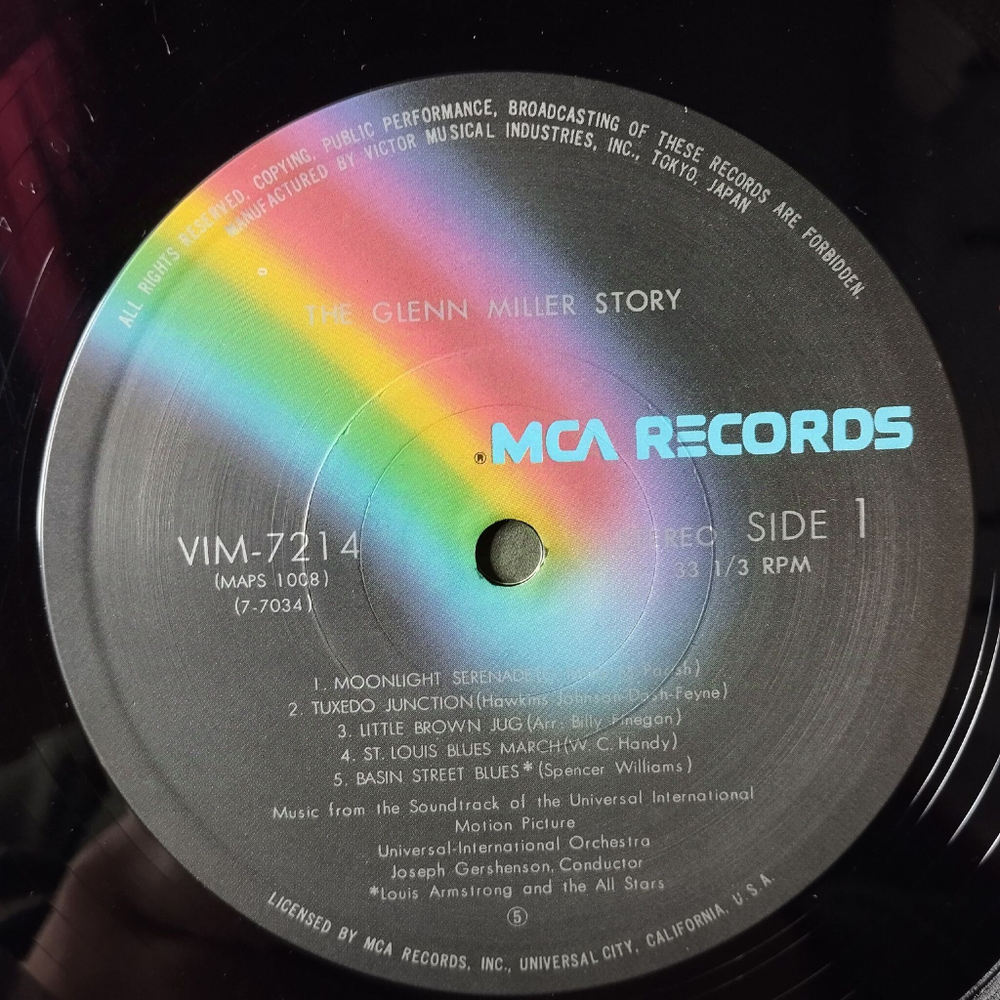 ALL RIGHTS RESERVED. COPYING, PUBLIC PERFORMANCE, BROADCASTING OF THESE RECORDS ARE FORBIDDEN.
MANUFACTURED BY VICTOR MUSICAL INDUSTRIES, INC., TOKYO, JAPAN
THE GLENN MILLER STORY
® MCA RECORDS
VIM-7214
(MAPS 1008)
(7-7034)
SIDE 1
33 1/3 RPM
1. MOONLIGHT SERENADE
2. TUXEDO JUNCTION (Hawkins-Johnson-Dash-Feyne)
3. LITTLE BROWN JUG (Arr. Billy Finegan)
4. ST. LOUIS BLUES MARCH (W. C. Handy)
5. BASIN STREET BLUES* (Spencer Williams)
Music from the Soundtrack of the Universal International
Motion Picture
Universal-International Orchestra
Joseph Gershenson, Conductor
*Louis Armstrong and the All Stars
⑤
LICENSED BY MCA RECORDS, INC., UNIVERSAL CITY, CALIFORNIA, U.S.A.